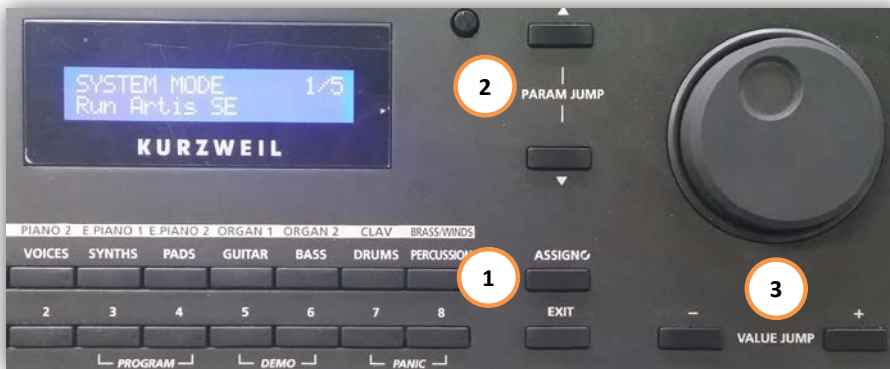 SYSTEM MODE 1/5
Run Artis SE
KURZWEIL
2
PARAM JUMP
PIANO 2 E.PIANO 1 E.PIANO 2 ORGAN 1 ORGAN 2 CLAV BRASS/WINDS
VOICES SYNTHS PADS GUITAR BASS DRUMS PERCUSSION
1
ASSIGN
3
2 3 4 5 6 7 8
EXIT
- +
VALUE JUMP
PROGRAM DEMO PANIC